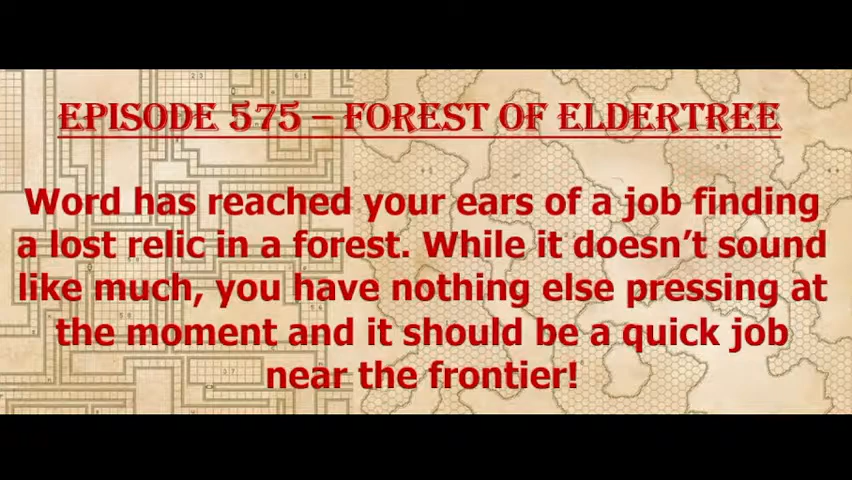 EPISODE 575 – FOREST OF ELDERTREE
Word has reached your ears of a job finding
a lost relic in a forest. While it doesn’t sound
like much, you have nothing else pressing at
the moment and it should be a quick job
near the frontier!